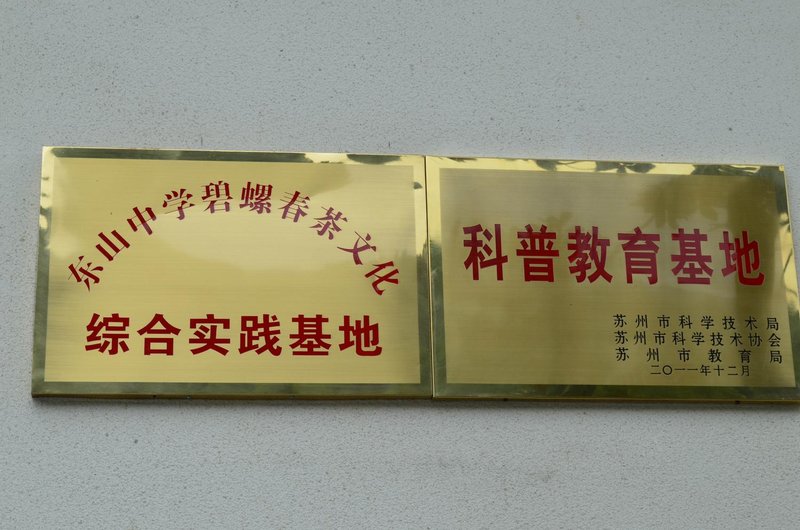 东山中学碧螺春茶文化
综合实践基地
科普教育基地
苏州市科学技术局
苏州市科学技术协会
苏州市教育局
二〇一一年十二月